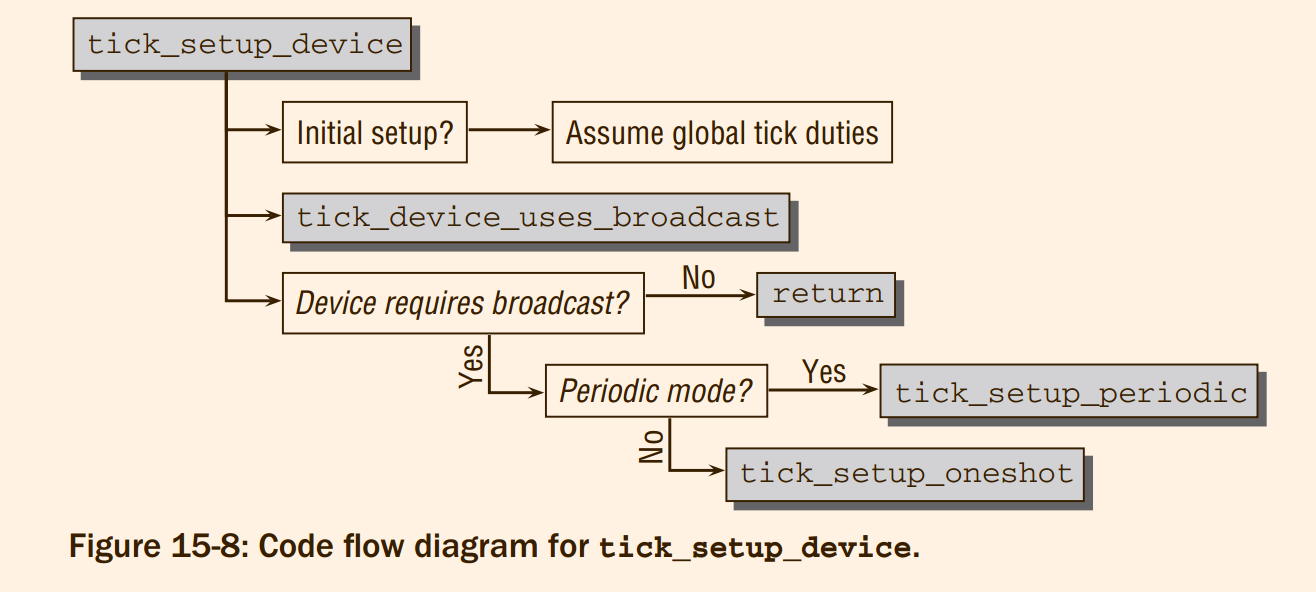 tick_setup_device
Initial setup?
Assume global tick duties
tick_device_uses_broadcast
Device requires broadcast?
No
return
Yes
Periodic mode?
Yes
tick_setup_periodic
No
tick_setup_oneshot
Figure 15-8: Code flow diagram for tick_setup_device.